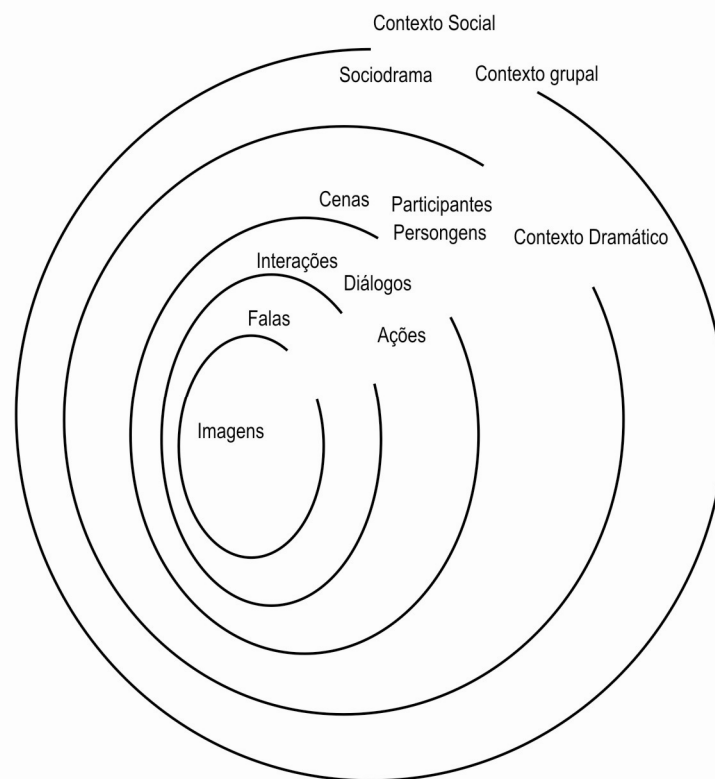 Contexto Social
Sociodrama
Contexto grupal
Cenas
Participantes
Persongens
Contexto Dramático
Interações
Diálogos
Falas
Ações
Imagens